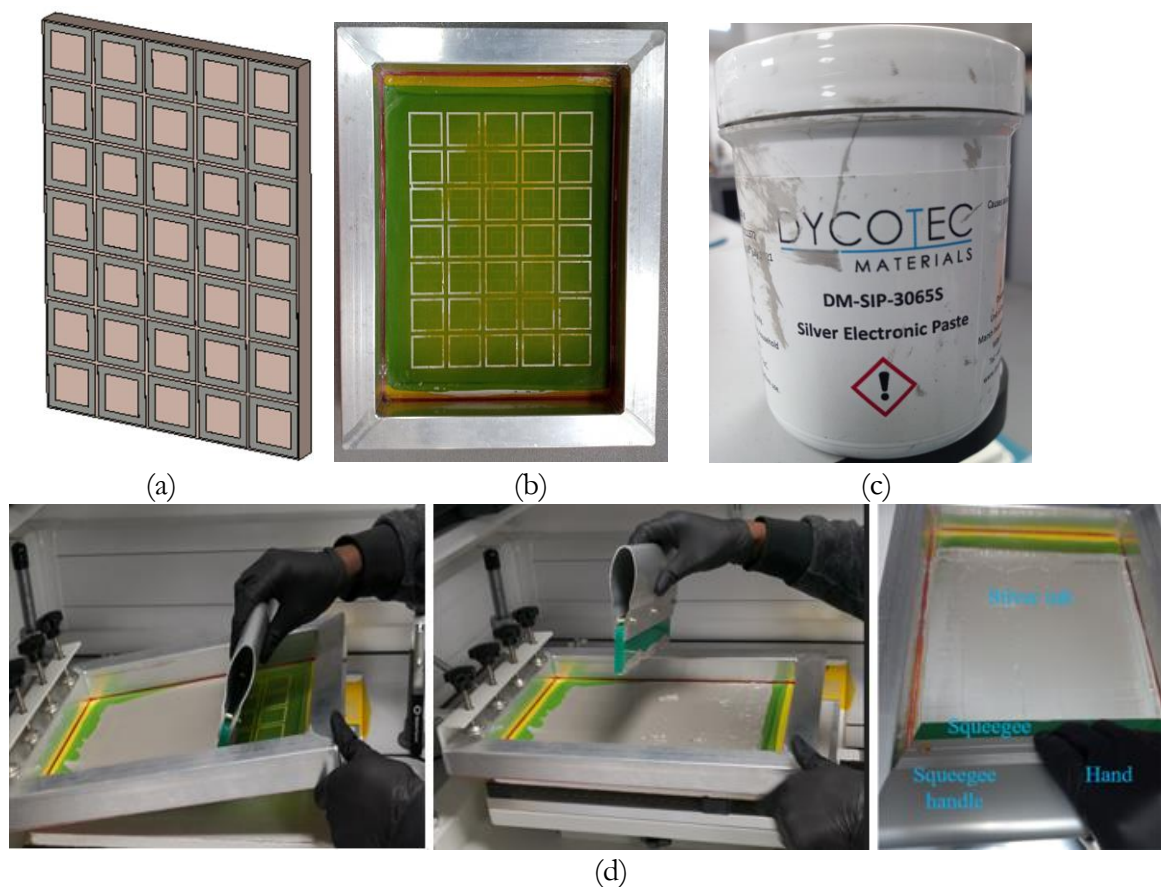 (a)
(b)
(c)
DYCOTEC
MATERIALS
DM-SIP-3065S
Silver Electronic Paste
Silver ink
Squeegee
Squeegee
handle
Hand
(d)